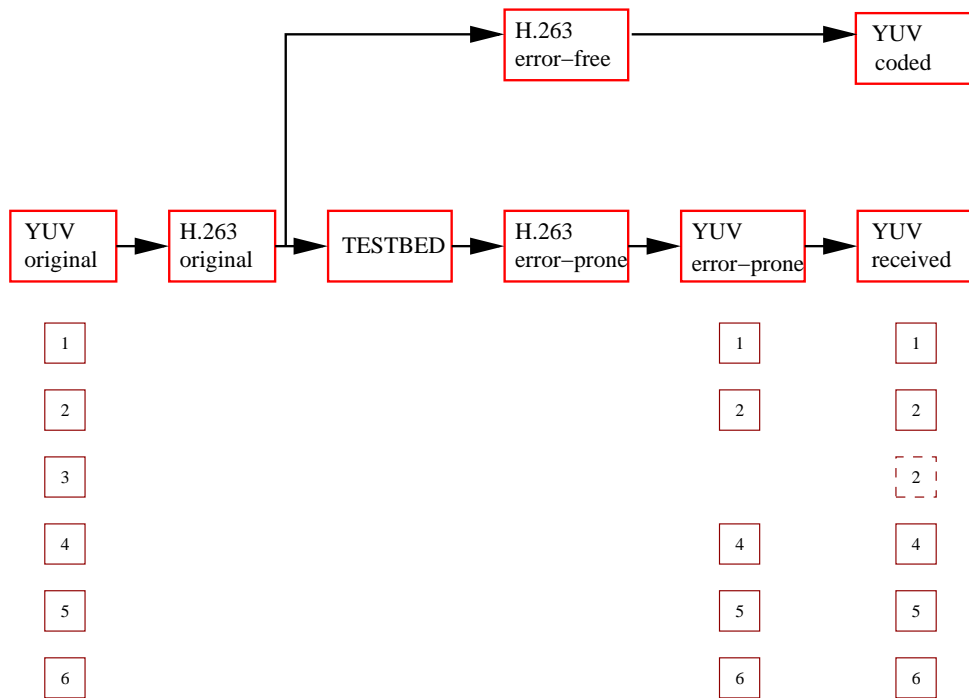 H.263
error−free
YUV
coded
YUV
original
H.263
original
TESTBED
H.263
error−prone
YUV
error−prone
YUV
received
1
1
1
2
2
2
3
2
4
4
4
5
5
5
6
6
6